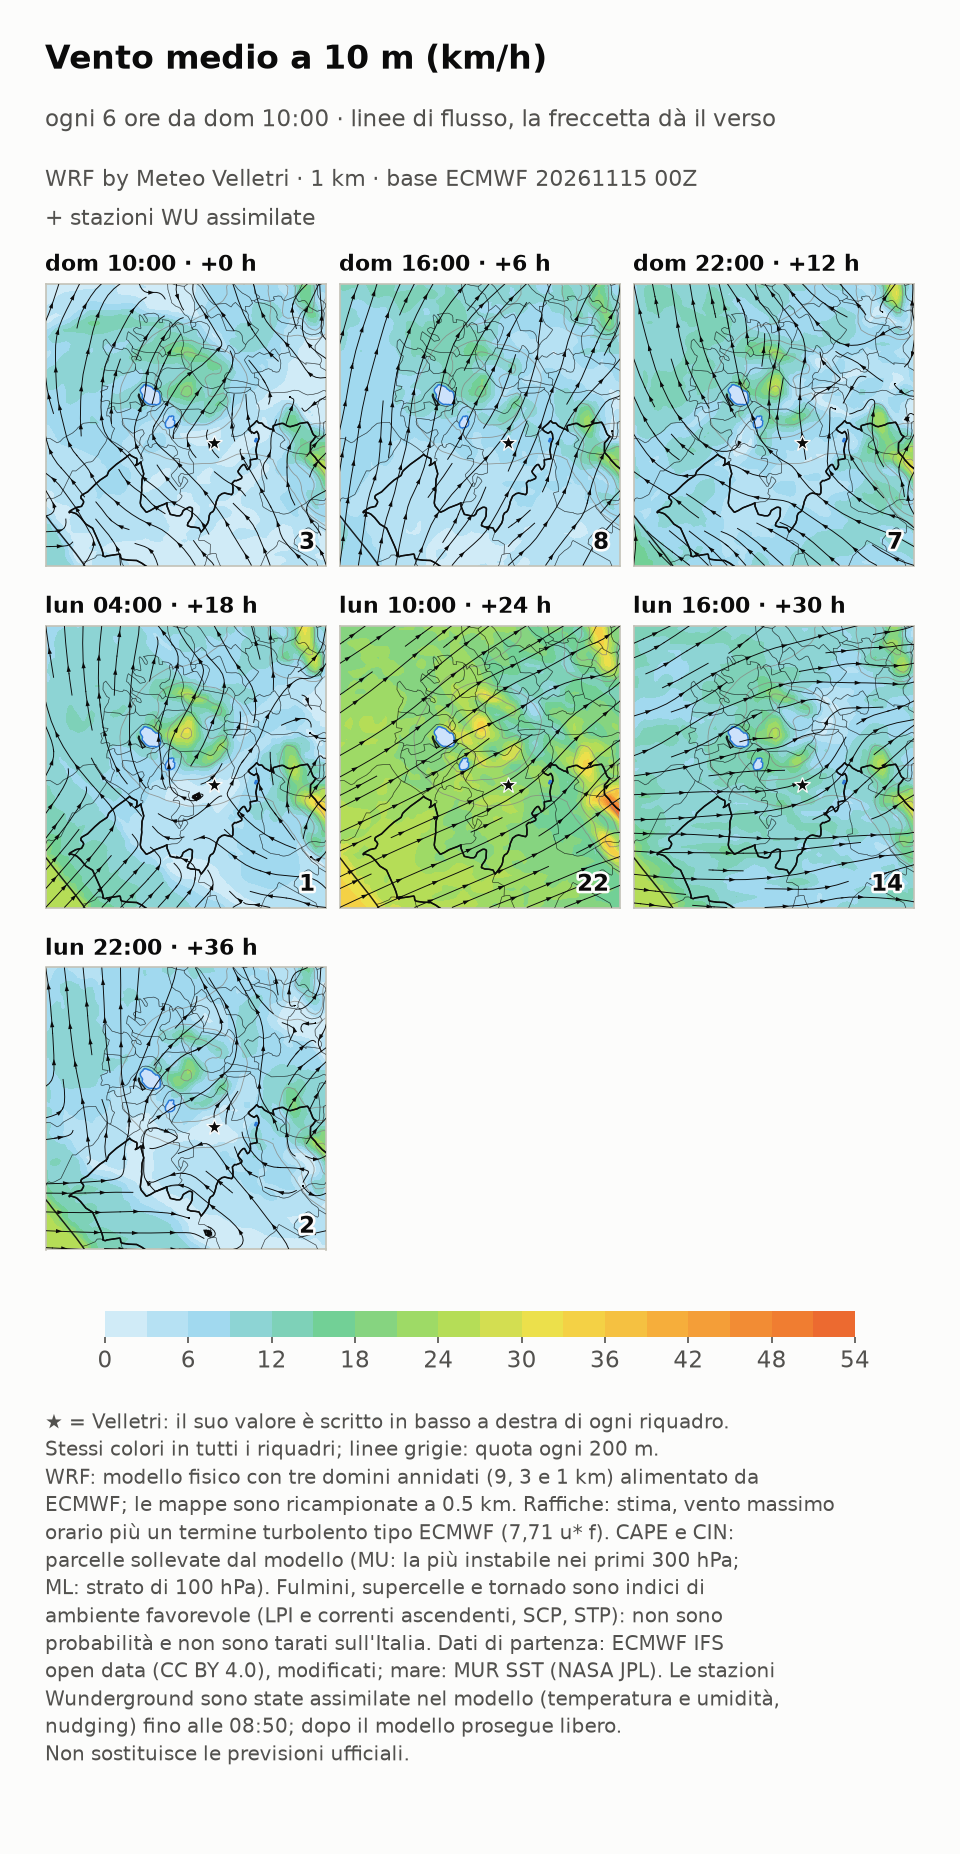 Vento medio a 10 m (km/h)
ogni 6 ore da dom 10:00 · linee di flusso, la freccetta dà il verso
WRF by Meteo Velletri · 1 km · base ECMWF 20261115 00Z
+ stazioni WU assimilate
dom 10:00 · +0 h
dom 16:00 · +6 h
dom 22:00 · +12 h
3
8
7
lun 04:00 · +18 h
lun 10:00 · +24 h
lun 16:00 · +30 h
1
22
14
lun 22:00 · +36 h
2
0 6 12 18 24 30 36 42 48 54
★ = Velletri: il suo valore è scritto in basso a destra di ogni riquadro.
Stessi colori in tutti i riquadri; linee grigie: quota ogni 200 m.
WRF: modello fisico con tre domini annidati (9, 3 e 1 km) alimentato da
ECMWF; le mappe sono ricampionate a 0.5 km. Raffiche: stima, vento massimo
orario più un termine turbolento tipo ECMWF (7,71 u* f). CAPE e CIN:
parcelle sollevate dal modello (MU: la più instabile nei primi 300 hPa;
ML: strato di 100 hPa). Fulmini, supercelle e tornado sono indici di
ambiente favorevole (LPI e correnti ascendenti, SCP, STP): non sono
probabilità e non sono tarati sull'Italia. Dati di partenza: ECMWF IFS
open data (CC BY 4.0), modificati; mare: MUR SST (NASA JPL). Le stazioni
Wunderground sono state assimilate nel modello (temperatura e umidità,
nudging) fino alle 08:50; dopo il modello prosegue libero.
Non sostituisce le previsioni ufficiali.